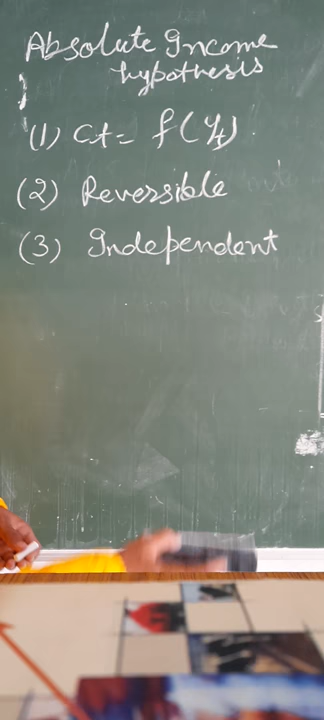 Absolute Income
hypothesis
(1) Ct = f(Yt)
(2) Reversible
(3) Independent